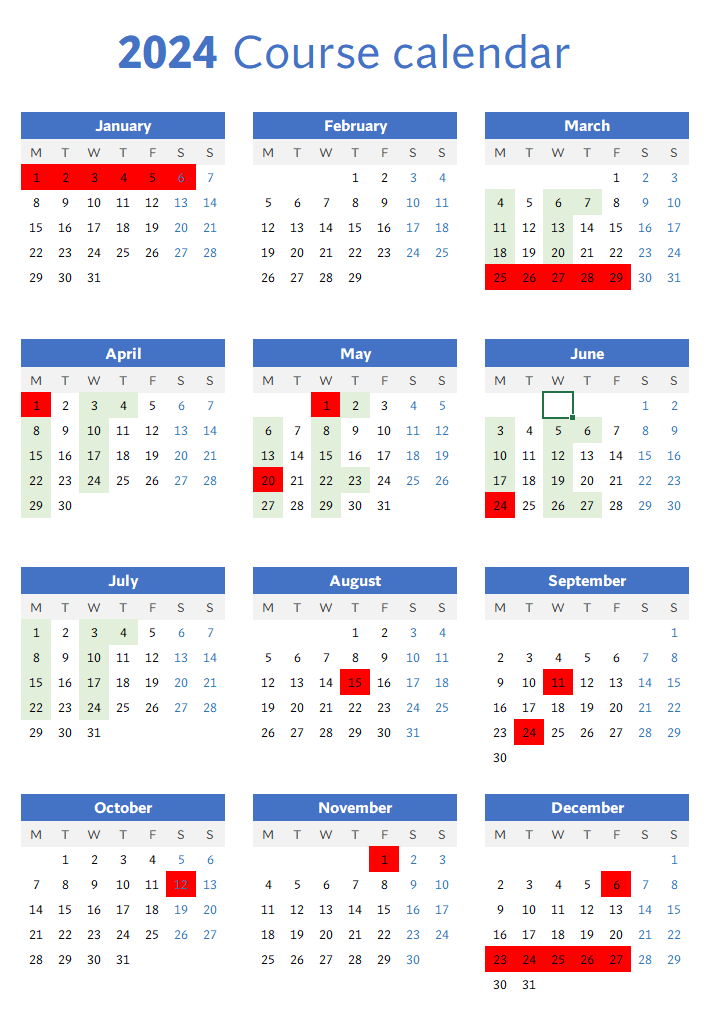 2024 Course calendar
January
M T W T F S S
1 2 3 4 5 6 7
8 9 10 11 12 13 14
15 16 17 18 19 20 21
22 23 24 25 26 27 28
29 30 31
February
M T W T F S S
1 2 3 4
5 6 7 8 9 10 11
12 13 14 15 16 17 18
19 20 21 22 23 24 25
26 27 28 29
March
M T W T F S S
1 2 3
4 5 6 7 8 9 10
11 12 13 14 15 16 17
18 19 20 21 22 23 24
25 26 27 28 29 30 31
April
M T W T F S S
1 2 3 4 5 6 7
8 9 10 11 12 13 14
15 16 17 18 19 20 21
22 23 24 25 26 27 28
29 30
May
M T W T F S S
1 2 3 4 5
6 7 8 9 10 11 12
13 14 15 16 17 18 19
20 21 22 23 24 25 26
27 28 29 30 31
June
M T W T F S S
1 2
3 4 5 6 7 8 9
10 11 12 13 14 15 16
17 18 19 20 21 22 23
24 25 26 27 28 29 30
July
M T W T F S S
1 2 3 4 5 6 7
8 9 10 11 12 13 14
15 16 17 18 19 20 21
22 23 24 25 26 27 28
29 30 31
August
M T W T F S S
1 2 3 4
5 6 7 8 9 10 11
12 13 14 15 16 17 18
19 20 21 22 23 24 25
26 27 28 29 30 31
September
M T W T F S S
1
2 3 4 5 6 7 8
9 10 11 12 13 14 15
16 17 18 19 20 21 22
23 24 25 26 27 28 29
30
October
M T W T F S S
1 2 3 4 5 6
7 8 9 10 11 12 13
14 15 16 17 18 19 20
21 22 23 24 25 26 27
28 29 30 31
November
M T W T F S S
1 2 3
4 5 6 7 8 9 10
11 12 13 14 15 16 17
18 19 20 21 22 23 24
25 26 27 28 29 30
December
M T W T F S S
1
2 3 4 5 6 7 8
9 10 11 12 13 14 15
16 17 18 19 20 21 22
23 24 25 26 27 28 29
30 31